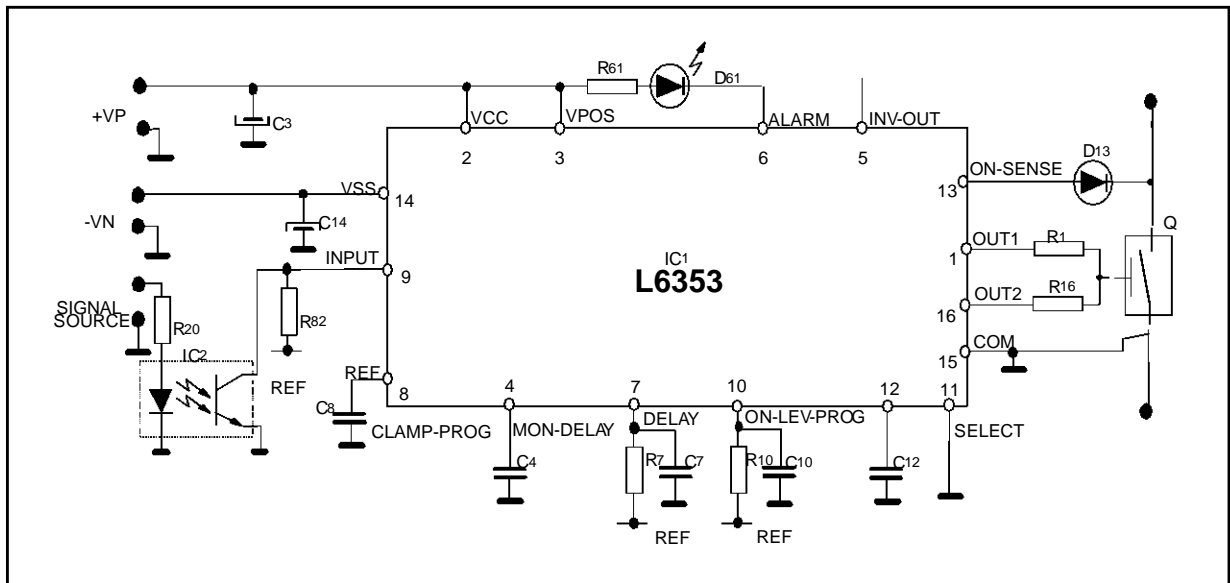 R61
D61
+VP
C3
VCC
VPOS
ALARM
INV-OUT
2
3
6
5
D13
VSS
14
13
ON-SENSE
-VN
C14
Q
OUT1
R1
INPUT
IC1
1
9
L6353
OUT2
R16
SIGNAL
SOURCE
R20
R82
16
IC2
COM
REF
REF
15
8
4
7
10
12
11
C8
CLAMP-PROG
MON-DELAY
DELAY
ON-LEV-PROG
SELECT
C4
R7
C7
R10
C10
C12
REF
REF